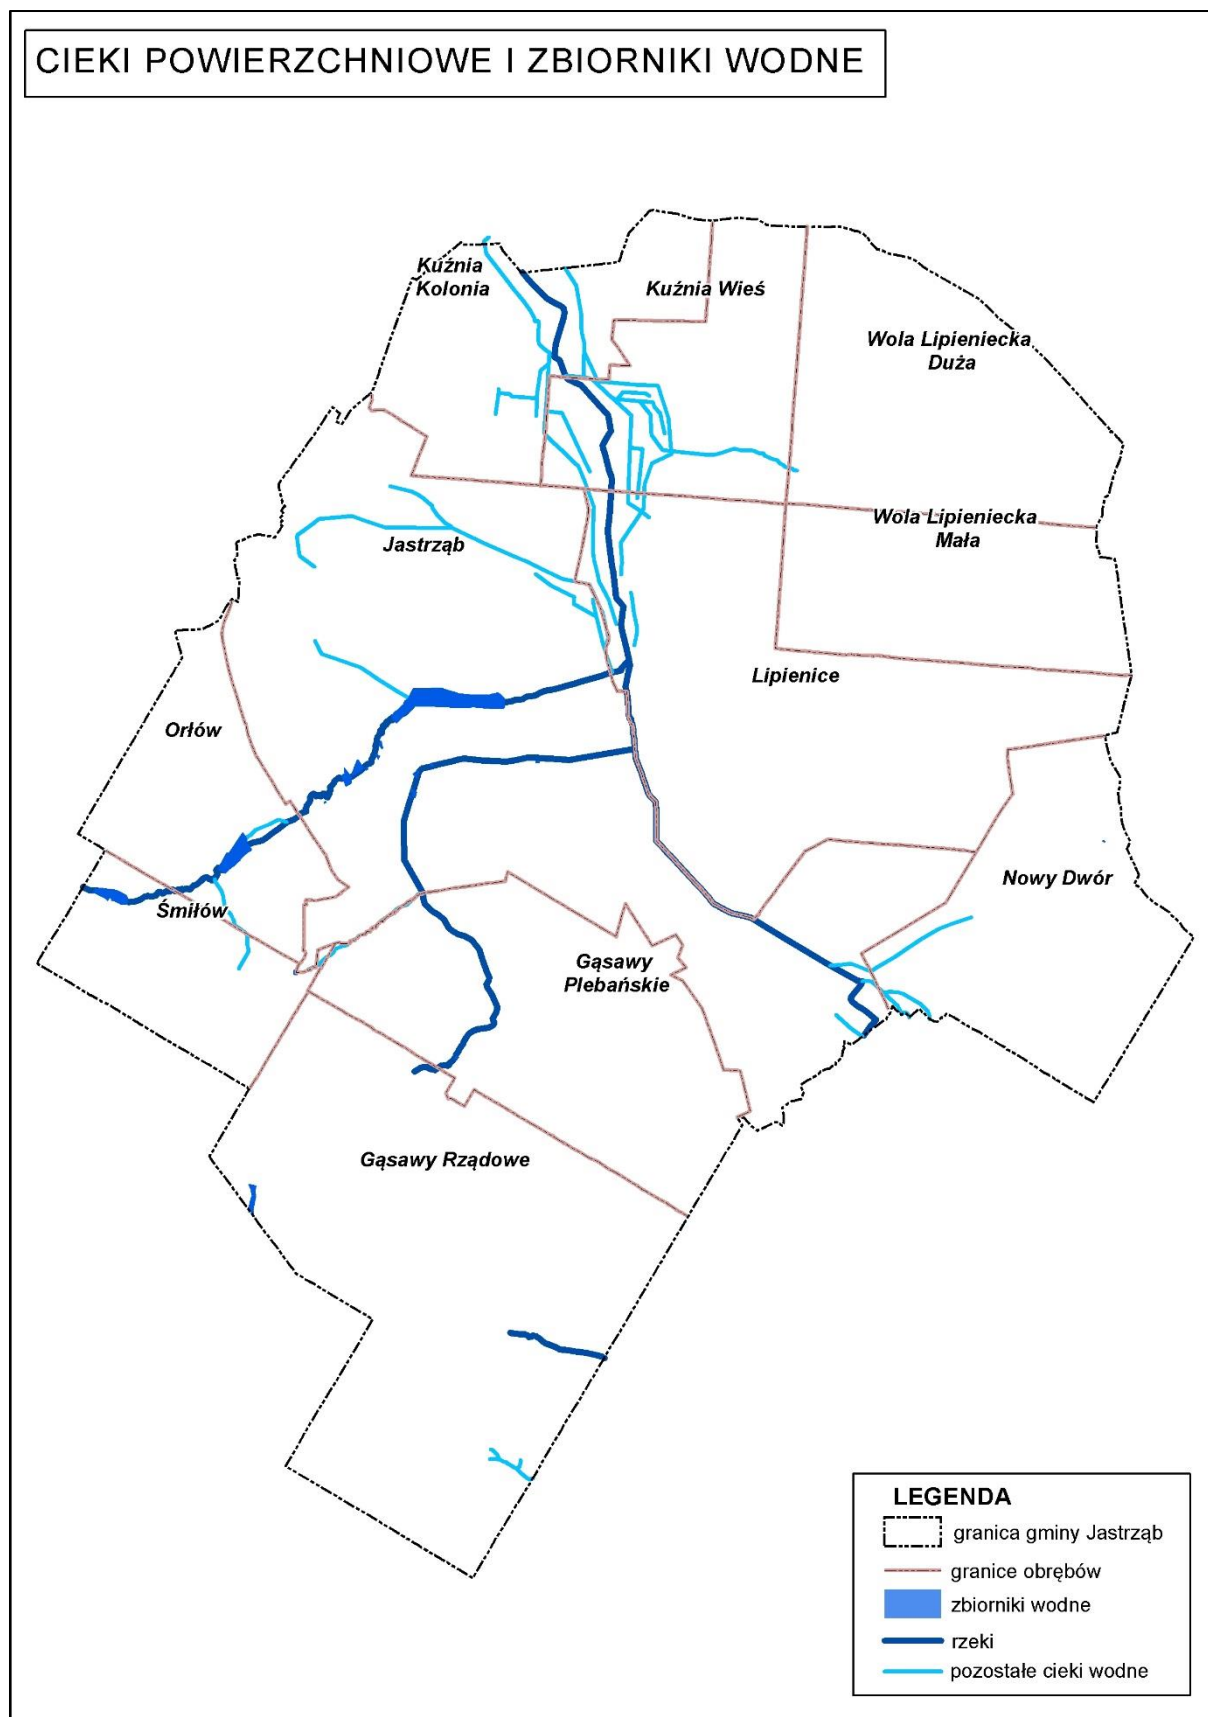 CIEKI POWIERZCHNIOWE I ZBIORNIKI WODNE
Kuźnia
Kolonia
Kuźnia Wieś
Wola Lipieniecka
Duża
Wola Lipieniecka
Mała
Jastrząb
Lipienice
Orłów
Nowy Dwór
Śmiłów
Gąsawy
Plebańskie
Gąsawy Rządowe
LEGENDA
granica gminy Jastrząb
granice obrębów
zbiorniki wodne
rzeki
pozostałe cieki wodne